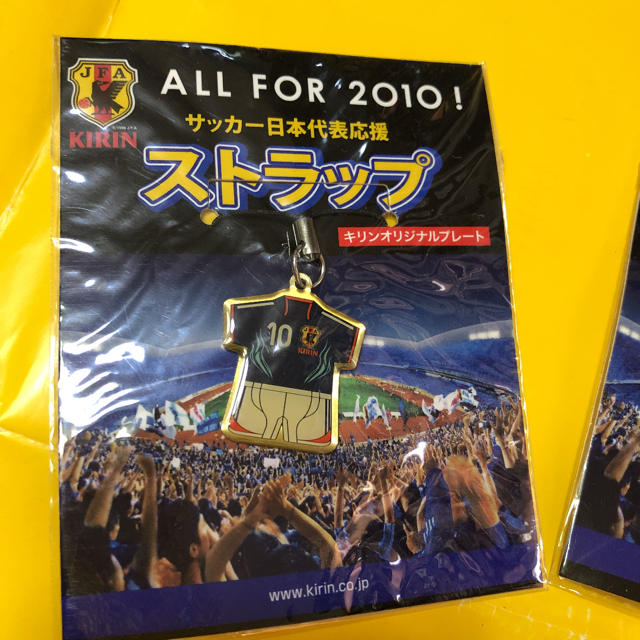 JFA
KIRIN
ALL FOR 2010!
サッカー日本代表応援
ストラップ
キリンオリジナルプレート
10
JFA
KIRIN
www.kirin.co.jp